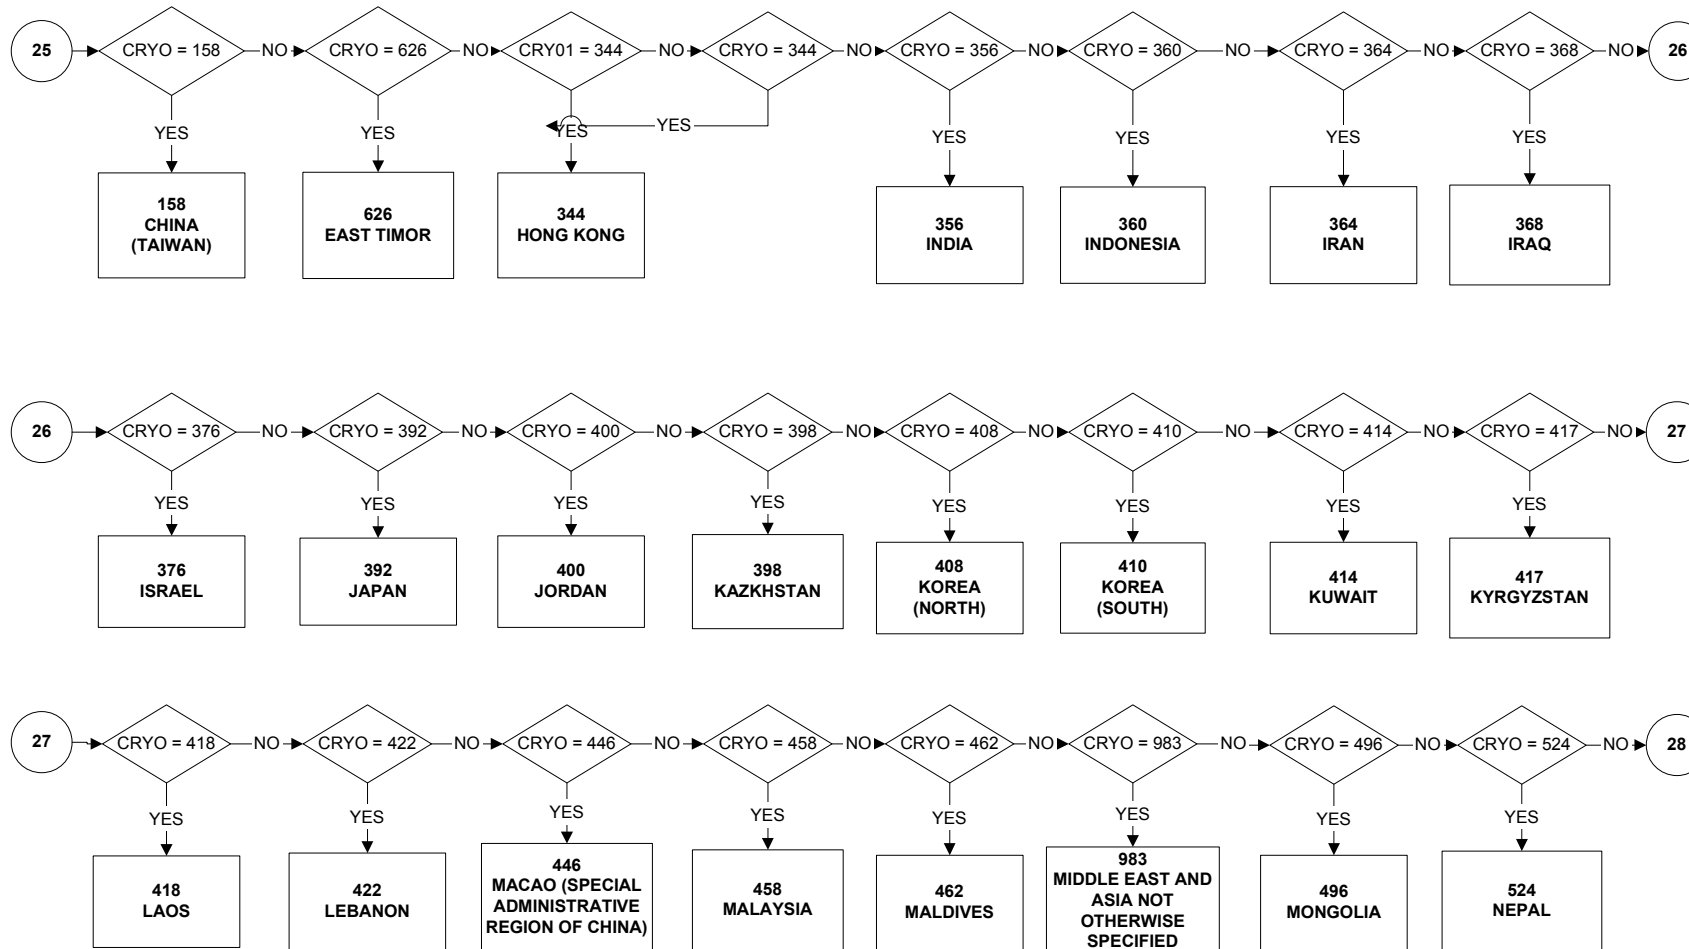 25
CRYO = 158
NO
CRYO = 626
NO
CRY01 = 344
NO
CRYO = 344
NO
CRYO = 356
NO
CRYO = 360
NO
CRYO = 364
NO
CRYO = 368
NO
26
YES
YES
YES
YES
YES
YES
YES
YES
158
CHINA
(TAIWAN)
626
EAST TIMOR
344
HONG KONG
356
INDIA
360
INDONESIA
364
IRAN
368
IRAQ
26
CRYO = 376
NO
CRYO = 392
NO
CRYO = 400
NO
CRYO = 398
NO
CRYO = 408
NO
CRYO = 410
NO
CRYO = 414
NO
CRYO = 417
NO
27
YES
YES
YES
YES
YES
YES
YES
YES
376
ISRAEL
392
JAPAN
400
JORDAN
398
KAZKHSTAN
408
KOREA
(NORTH)
410
KOREA
(SOUTH)
414
KUWAIT
417
KYRGYZSTAN
27
CRYO = 418
NO
CRYO = 422
NO
CRYO = 446
NO
CRYO = 458
NO
CRYO = 462
NO
CRYO = 983
NO
CRYO = 496
NO
CRYO = 524
NO
28
YES
YES
YES
YES
YES
YES
YES
YES
418
LAOS
422
LEBANON
446
MACAO (SPECIAL
ADMINISTRATIVE
REGION OF CHINA)
458
MALAYSIA
462
MALDIVES
983
MIDDLE EAST AND
ASIA NOT
OTHERWISE
SPECIFIED
496
MONGOLIA
524
NEPAL